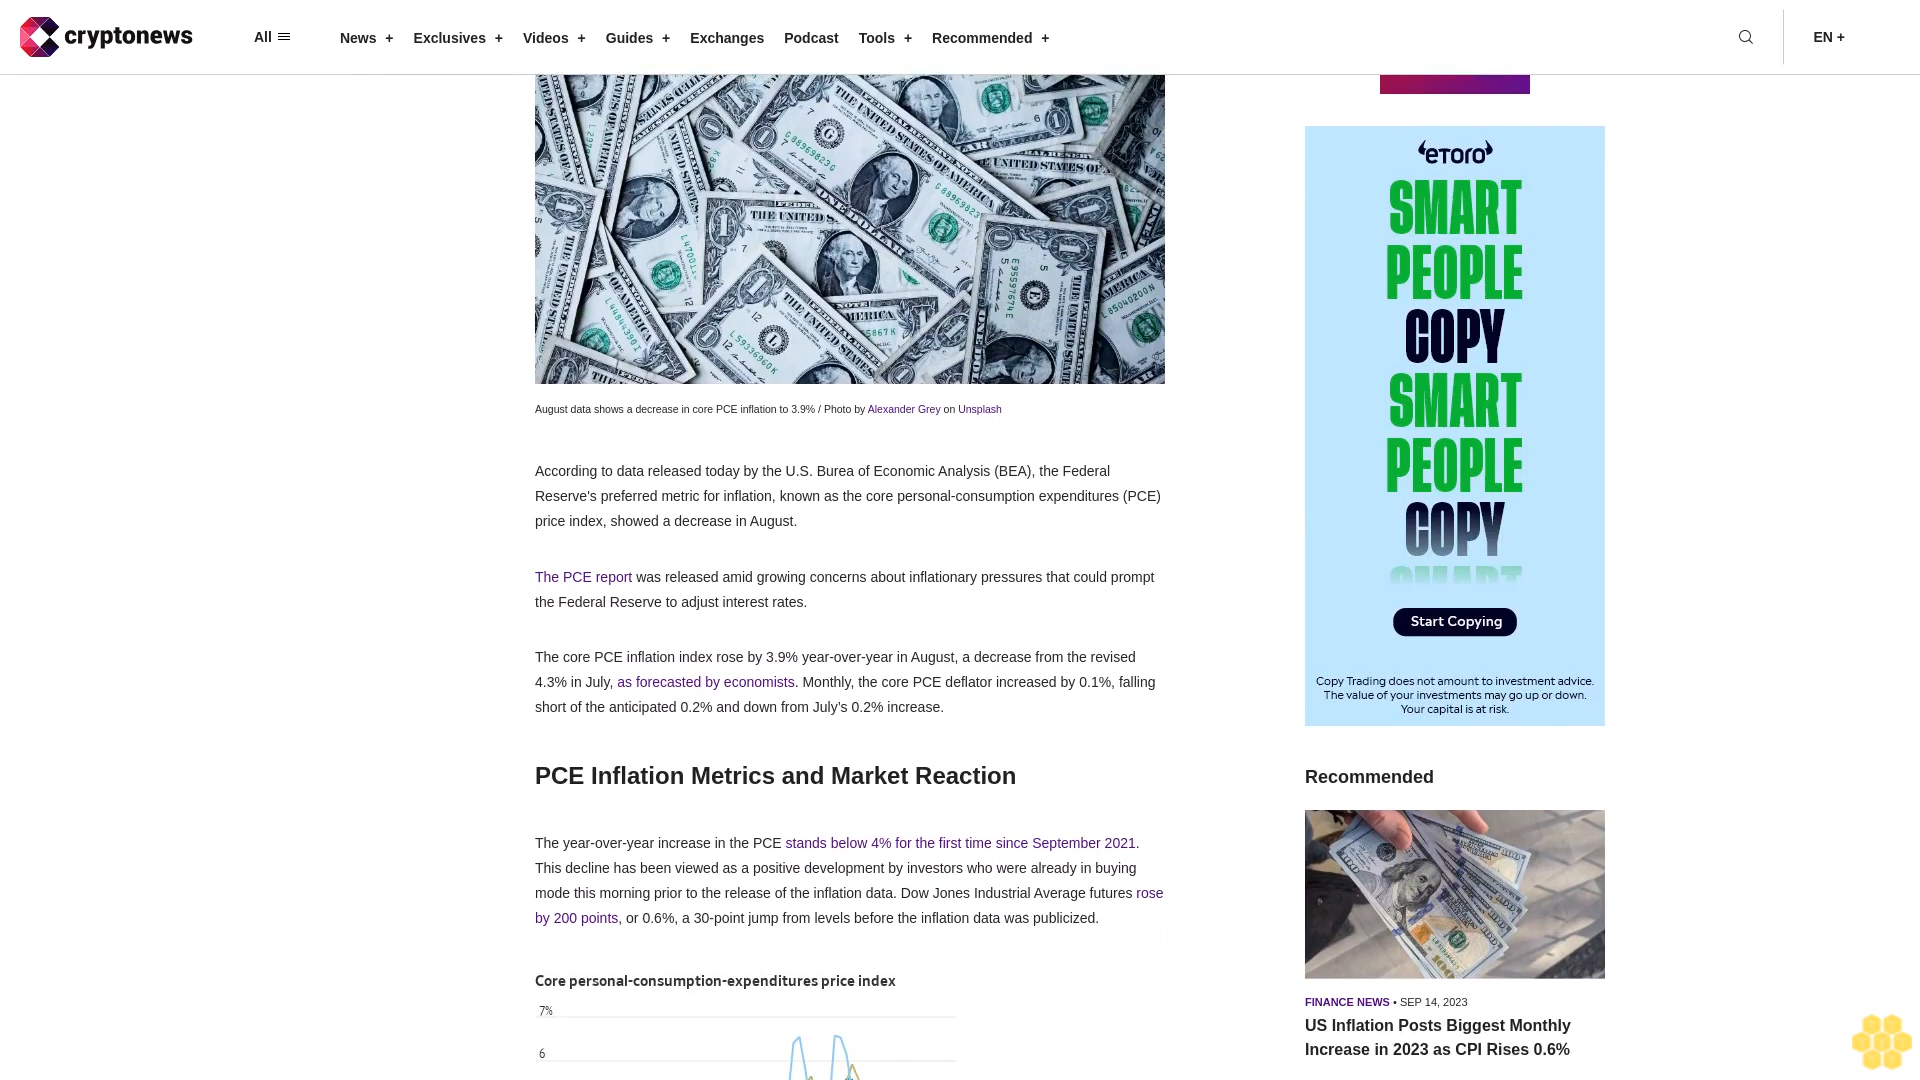 cryptonews
All
News +
Exclusives +
Videos +
Guides +
Exchanges
Podcast
Tools +
Recommended +
EN +
August data shows a decrease in core PCE inflation to 3.9% / Photo by Alexander Grey on Unsplash
According to data released today by the U.S. Burea of Economic Analysis (BEA), the Federal
Reserve's preferred metric for inflation, known as the core personal-consumption expenditures (PCE)
price index, showed a decrease in August.
The PCE report was released amid growing concerns about inflationary pressures that could prompt
the Federal Reserve to adjust interest rates.
The core PCE inflation index rose by 3.9% year-over-year in August, a decrease from the revised
4.3% in July, as forecasted by economists. Monthly, the core PCE deflator increased by 0.1%, falling
short of the anticipated 0.2% and down from July's 0.2% increase.
PCE Inflation Metrics and Market Reaction
The year-over-year increase in the PCE stands below 4% for the first time since September 2021.
This decline has been viewed as a positive development by investors who were already in buying
mode this morning prior to the release of the inflation data. Dow Jones Industrial Average futures rose
by 200 points, or 0.6%, a 30-point jump from levels before the inflation data was publicized.
Core personal-consumption-expenditures price index
7%
6
eToro
SMART
PEOPLE
COPY
SMART
PEOPLE
COPY
SMART
Start Copying
Copy Trading does not amount to investment advice.
The value of your investments may go up or down.
Your capital is at risk.
Recommended
FINANCE NEWS • SEP 14, 2023
US Inflation Posts Biggest Monthly
Increase in 2023 as CPI Rises 0.6%